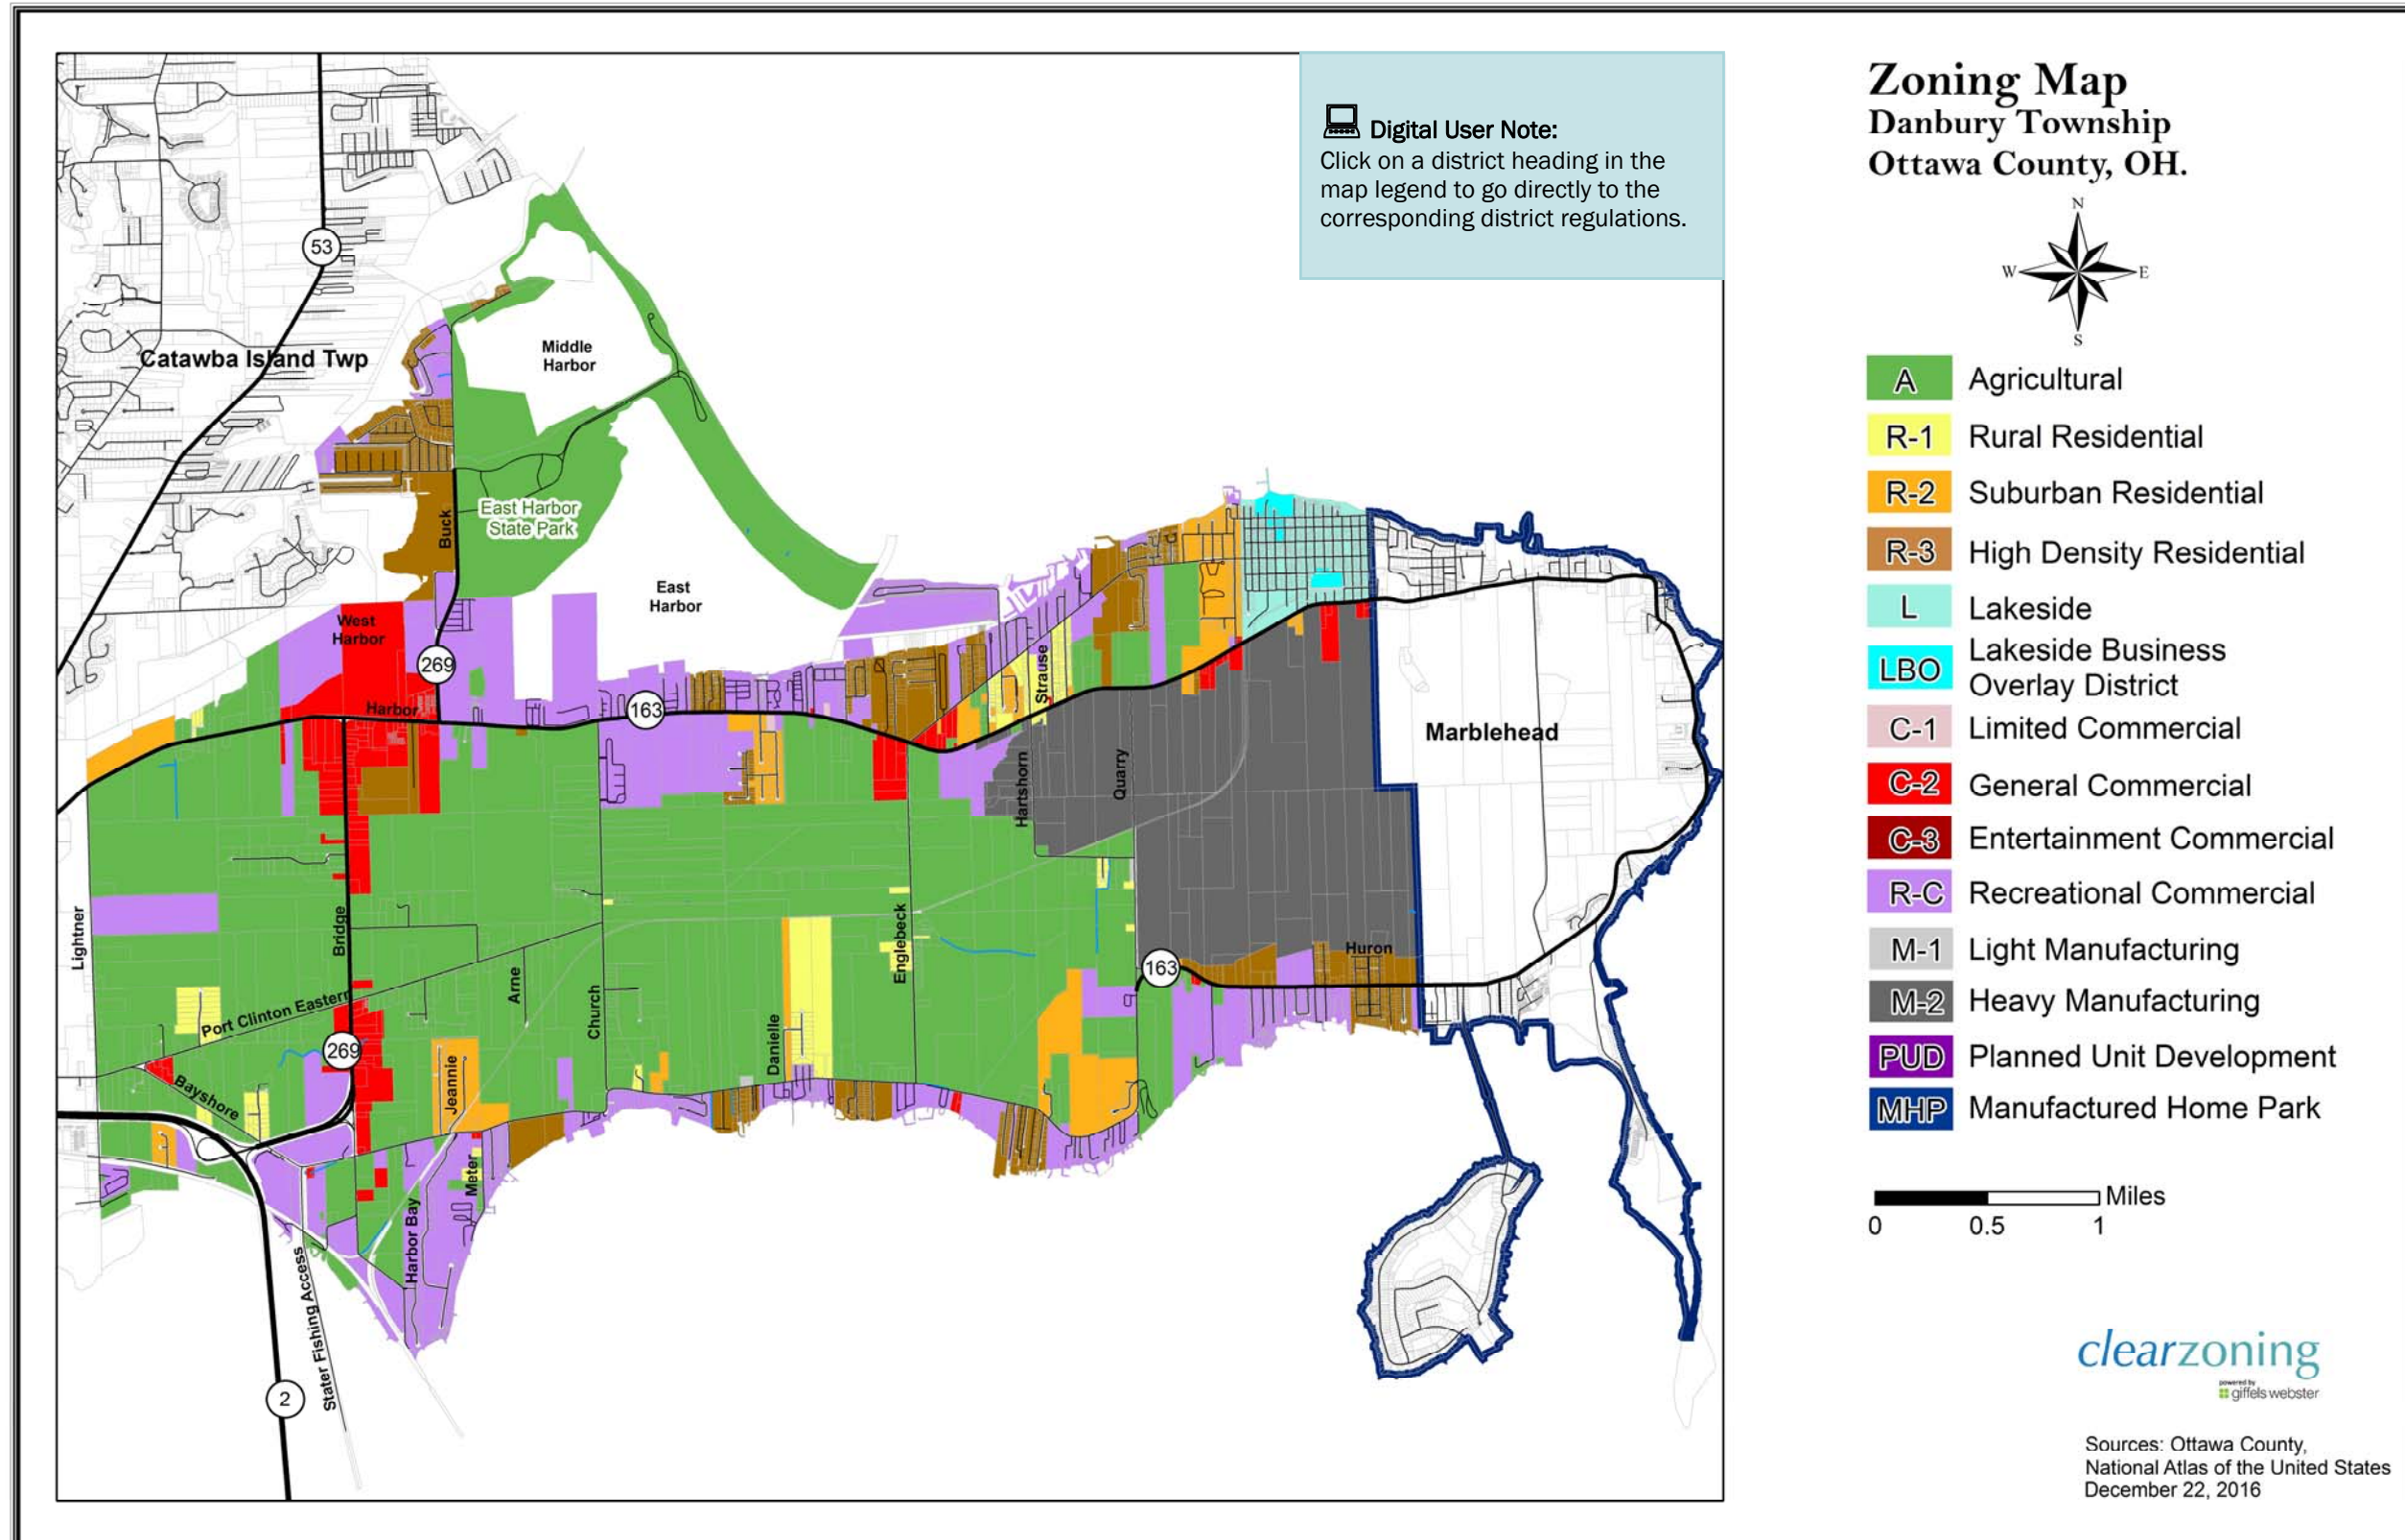 Digital User Note:
Click on a district heading in the
map legend to go directly to the
corresponding district regulations.
Zoning Map
Danbury Township
Ottawa County, OH.
N
W
E
S
A Agricultural
R-1 Rural Residential
R-2 Suburban Residential
R-3 High Density Residential
L Lakeside
LBO Lakeside Business
Overlay District
C-1 Limited Commercial
C-2 General Commercial
C-3 Entertainment Commercial
R-C Recreational Commercial
M-1 Light Manufacturing
M-2 Heavy Manufacturing
PUD Planned Unit Development
MHP Manufactured Home Park
Miles
0 0.5 1
clearzoning
powered by
giffels webster
Sources: Ottawa County,
National Atlas of the United States
December 22, 2016
53
Catawba Island Twp
Middle
Harbor
East Harbor
State Park
Buck
East
Harbor
West
Harbor
269
Harbor
163
Strause
Marblehead
Hartshorn
Quarry
Lightner
Bridge
Englebeck
Huron
163
Port Clinton Eastern
Arne
Church
Danielle
269
Bayshore
Jeannie
Meter
Harbor Bay
Stater Fishing Access
2